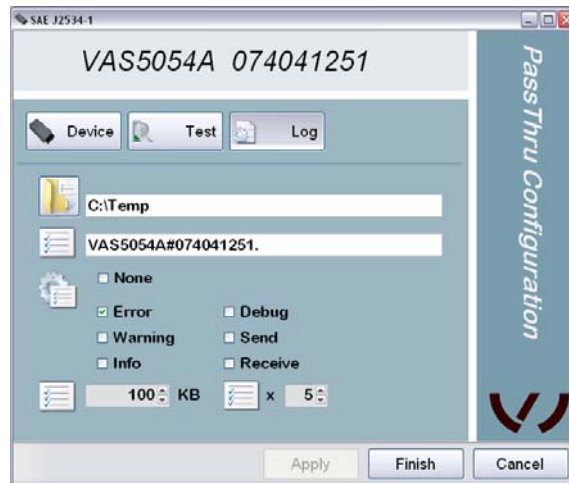 SAE J2534-1
VAS5054A 074041251
PassThru Configuration
Device Test Log
C:\Temp
VAS5054A#074041251.
None
Error Debug
Warning Send
Info Receive
100 KB x 5
Apply Finish Cancel